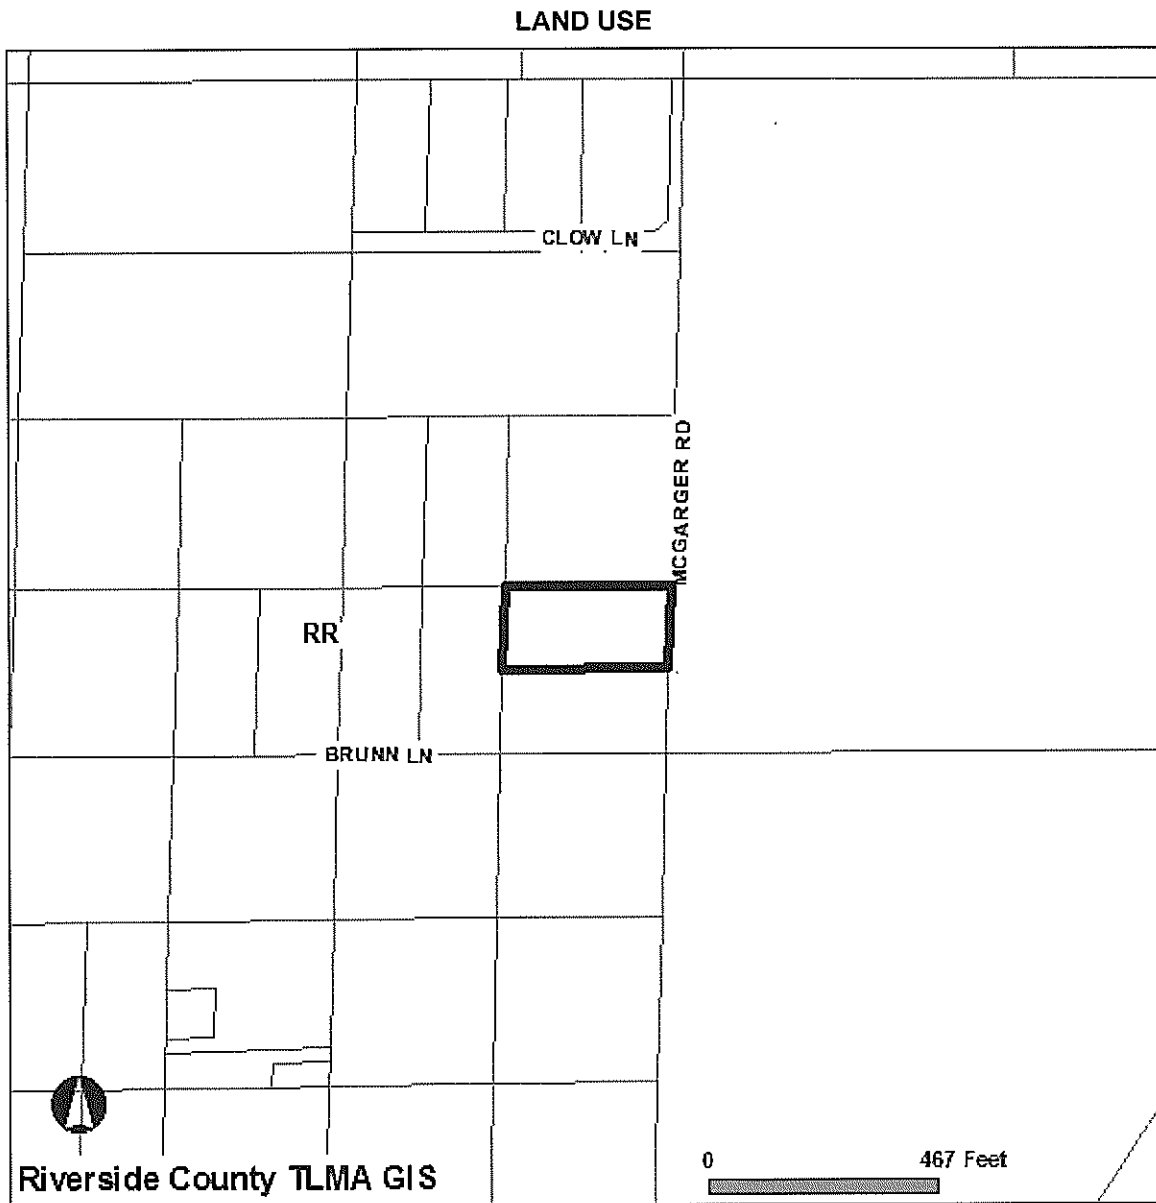 LAND USE
CLOW LN
MCGARGER RD
RR
BRUNN LN
Riverside County TLMA GIS
0 467 Feet